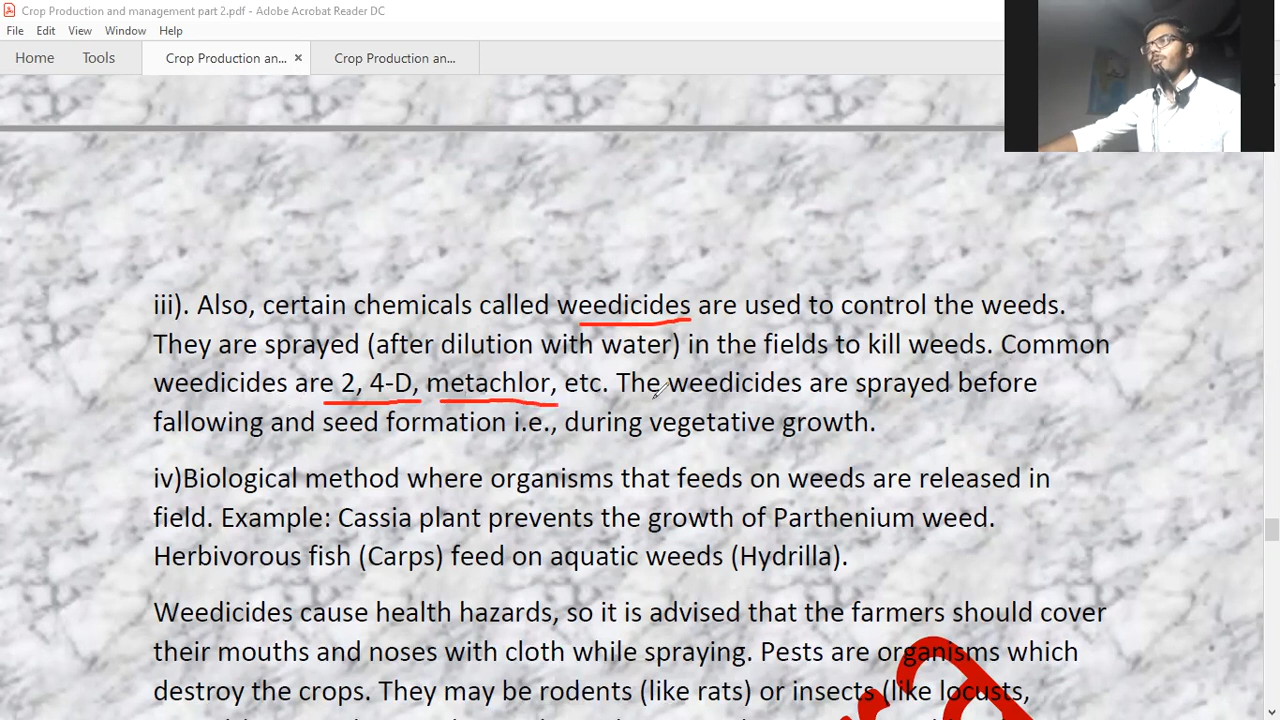 Crop Production and management part 2.pdf - Adobe Acrobat Reader DC
File Edit View Window Help
Home Tools Crop Production an... × Crop Production an...
iii). Also, certain chemicals called weedicides are used to control the weeds.
They are sprayed (after dilution with water) in the fields to kill weeds. Common
weedicides are 2, 4-D, metachlor, etc. The weedicides are sprayed before
fallowing and seed formation i.e., during vegetative growth.
iv)Biological method where organisms that feeds on weeds are released in
field. Example: Cassia plant prevents the growth of Parthenium weed.
Herbivorous fish (Carps) feed on aquatic weeds (Hydrilla).
Weedicides cause health hazards, so it is advised that the farmers should cover
their mouths and noses with cloth while spraying. Pests are organisms which
destroy the crops. They may be rodents (like rats) or insects (like locusts,